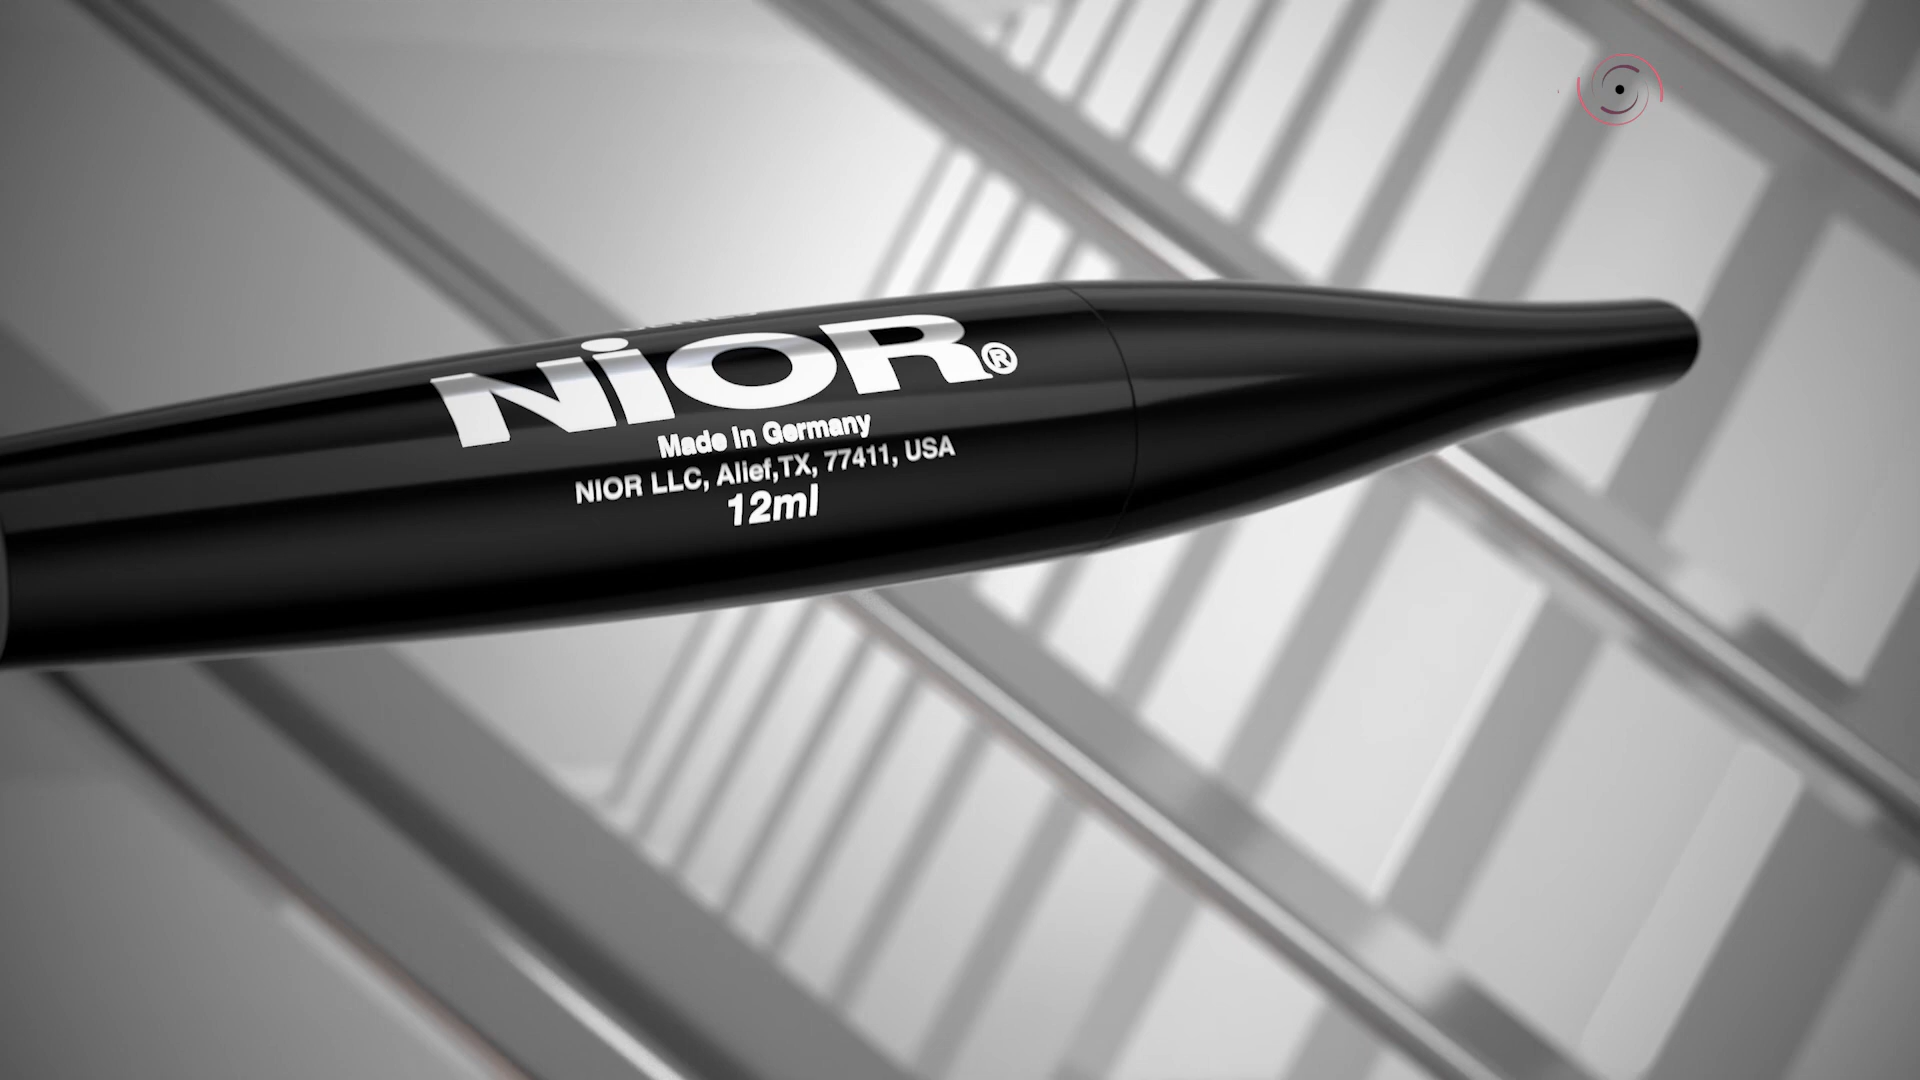 NiOR®
Made in Germany
NIOR LLC, Alief,TX, 77411, USA
12ml